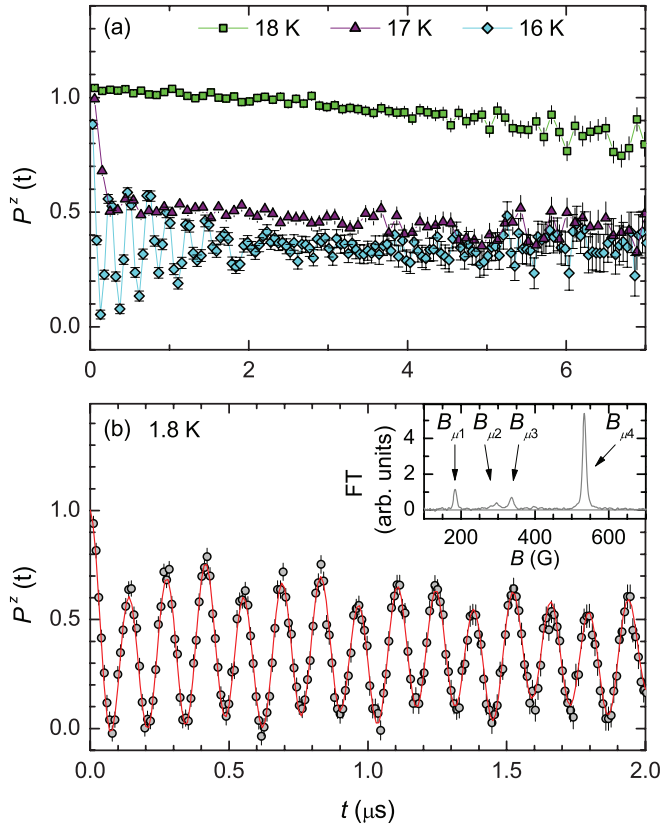 (a) 18 K 17 K 16 K
1.0
0.5
0.0
P^z (t)
0 2 4 6
(b) 1.8 K
B_μ1 B_μ2 B_μ3 B_μ4
4
2
0
FT
(arb. units)
200 400 600
B (G)
1.0
0.5
0.0
P^z (t)
0.0 0.5 1.0 1.5 2.0
t (μs)